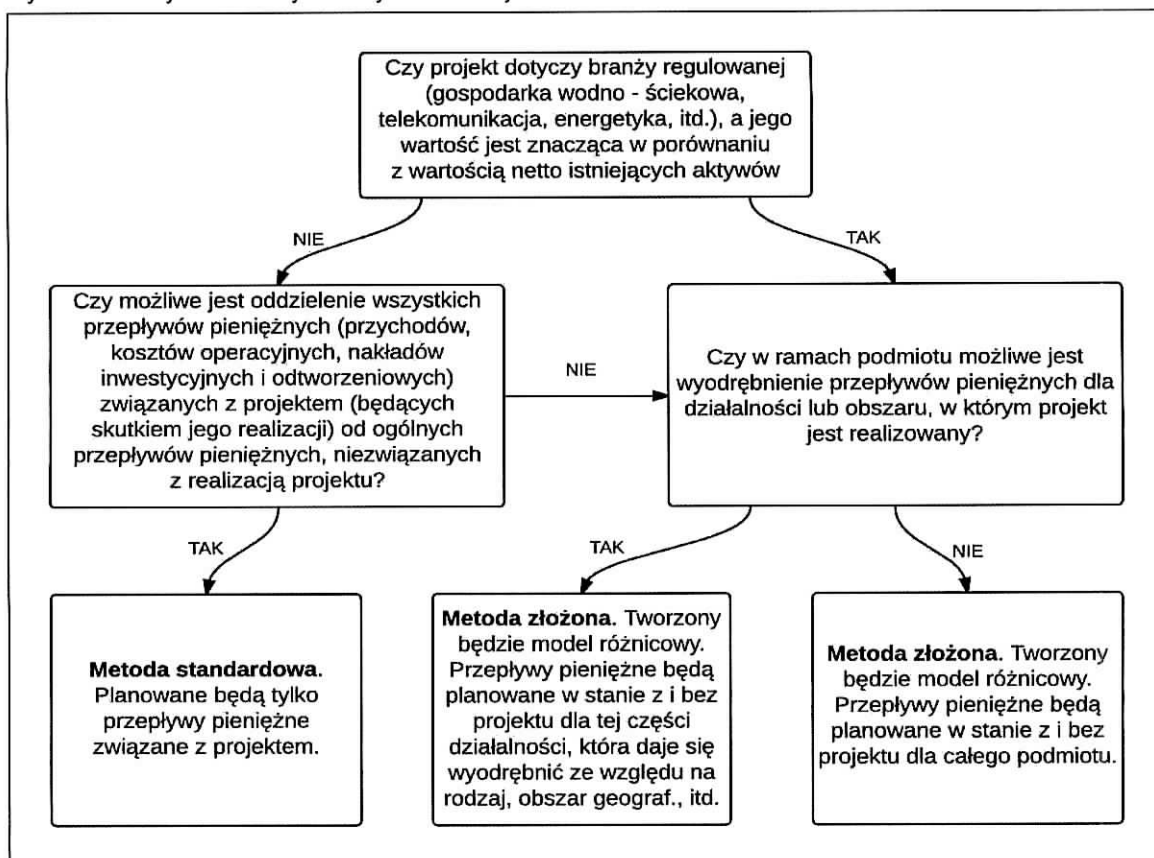 Czy projekt dotyczy branży regulowanej
(gospodarka wodno - ściekowa,
telekomunikacja, energetyka, itd.), a jego
wartość jest znacząca w porównaniu
z wartością netto istniejących aktywów
NIE
TAK
Czy możliwe jest oddzielenie wszystkich
przepływów pieniężnych (przychodów,
kosztów operacyjnych, nakładów
inwestycyjnych i odtworzeniowych)
związanych z projektem (będących
skutkiem jego realizacji) od ogólnych
przepływów pieniężnych, niezwiązanych
z realizacją projektu?
NIE
Czy w ramach podmiotu możliwe jest
wyodrębnienie przepływów pieniężnych dla
działalności lub obszaru, w którym projekt
jest realizowany?
TAK
TAK
NIE
Metoda standardowa.
Planowane będą tylko
przepływy pieniężne
związane z projektem.
Metoda złożona. Tworzony
będzie model różnicowy.
Przepływy pieniężne będą
planowane w stanie z i bez
projektu dla tej części
działalności, która daje się
wyodrębnić ze względu na
rodzaj, obszar geograf., itd.
Metoda złożona. Tworzony
będzie model różnicowy.
Przepływy pieniężne będą
planowane w stanie z i bez
projektu dla całego podmiotu.